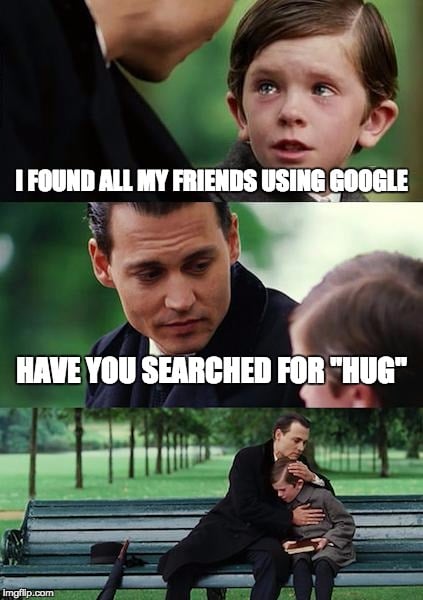 I FOUND ALL MY FRIENDS USING GOOGLE
HAVE YOU SEARCHED FOR "HUG"
imgflip.com